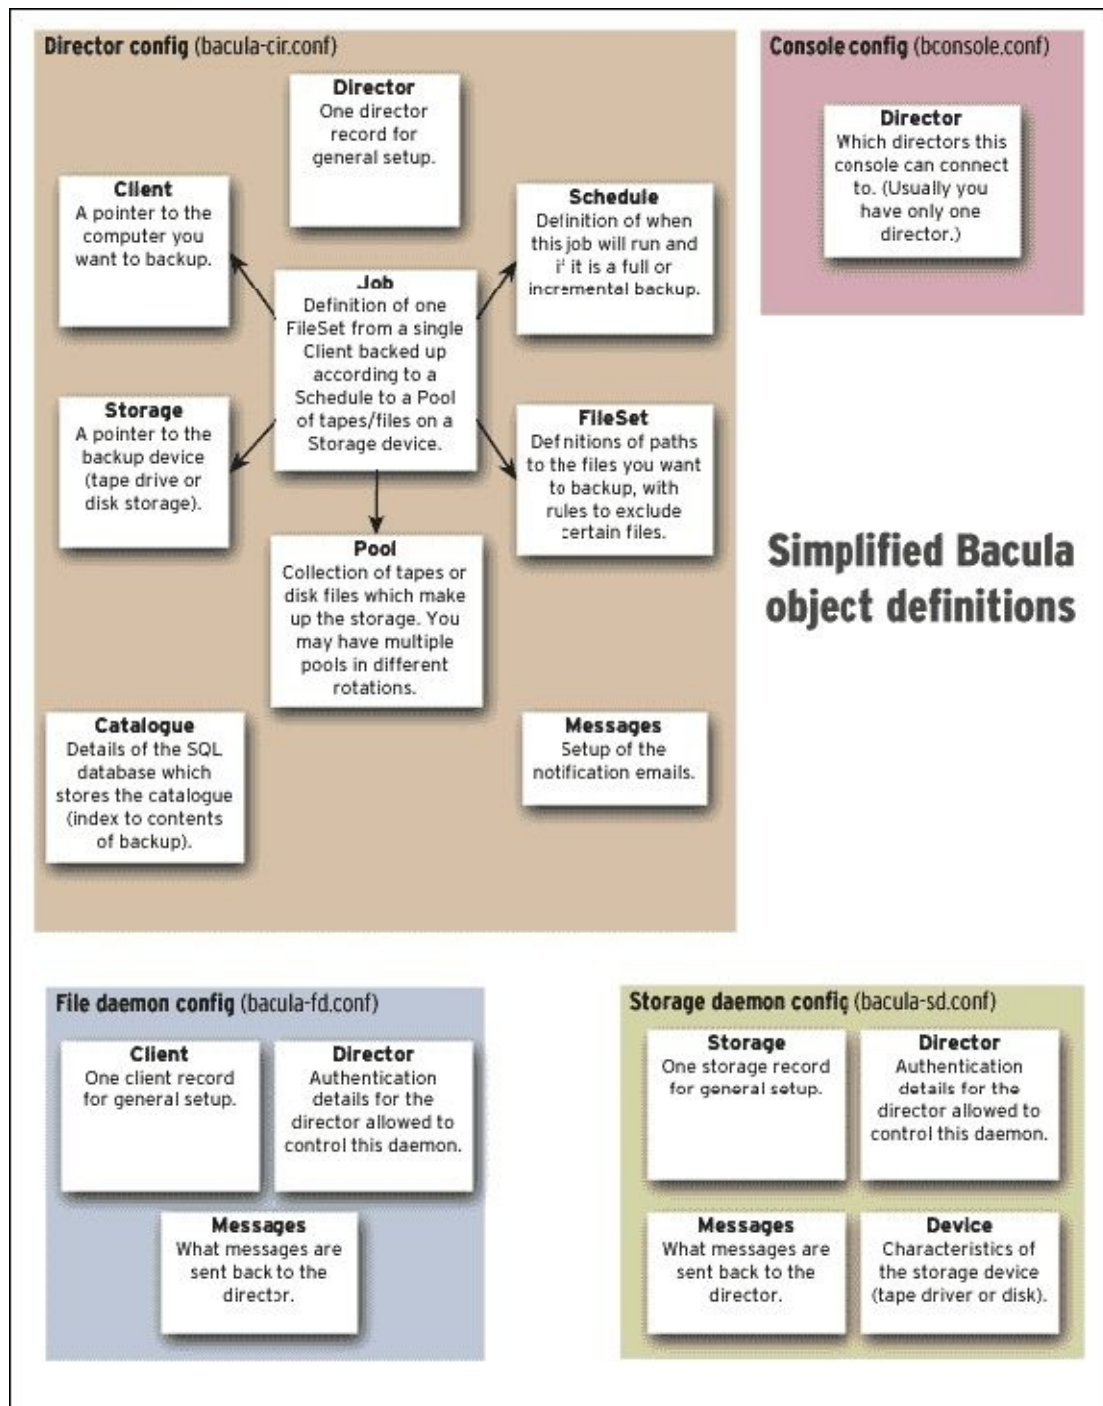 Director config (bacula-cir.conf)
Director
One director
record for
general setup.
Client
A pointer to the
computer you
want to backup.
Schedule
Definition of when
this job will run and
if it is a full or
incremental backup.
Job
Definition of one
FileSet from a single
Client backed up
according to a
Schedule to a Pool
of tapes/files on a
Storage device.
Storage
A pointer to the
backup device
(tape drive or
disk storage).
FileSet
Definitions of paths
to the files you want
to backup, with
rules to exclude
certain files.
Pool
Collection of tapes or
disk files which make
up the storage. You
may have multiple
pools in different
rotations.
Catalogue
Details of the SQL
database which
stores the catalogue
(index to contents
of backup).
Messages
Setup of the
notification emails.
Console config (bconsole.conf)
Director
Which directors this
console can connect
to. (Usually you
have only one
director.)
Simplified Bacula
object definitions
File daemon config (bacula-fd.conf)
Client
One client record
for general setup.
Director
Authentication
details for the
director allowed to
control this daemon.
Messages
What messages are
sent back to the
director.
Storage daemon config (bacula-sd.conf)
Storage
One storage record
for general setup.
Director
Authentication
details for the
director allowed to
control this daemon.
Messages
What messages are
sent back to the
director.
Device
Characteristics of
the storage device
(tape driver or disk).